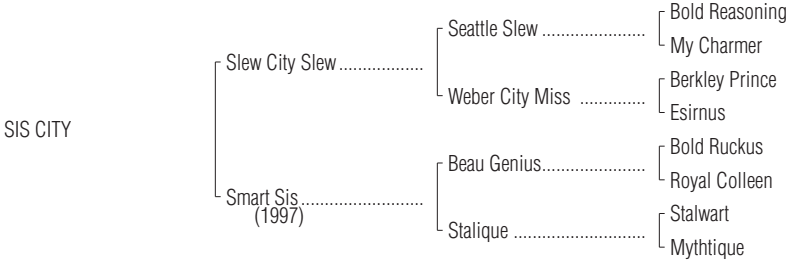 Bold Reasoning
Seattle Slew ......................
My Charmer
Slew City Slew..................
Berkley Prince
Weber City Miss ..............
Esirnus
SIS CITY
Bold Ruckus
Beau Genius......................
Royal Colleen
Smart Sis..........................
(1997)
Stalwart
Stalique ............................
Mythtique